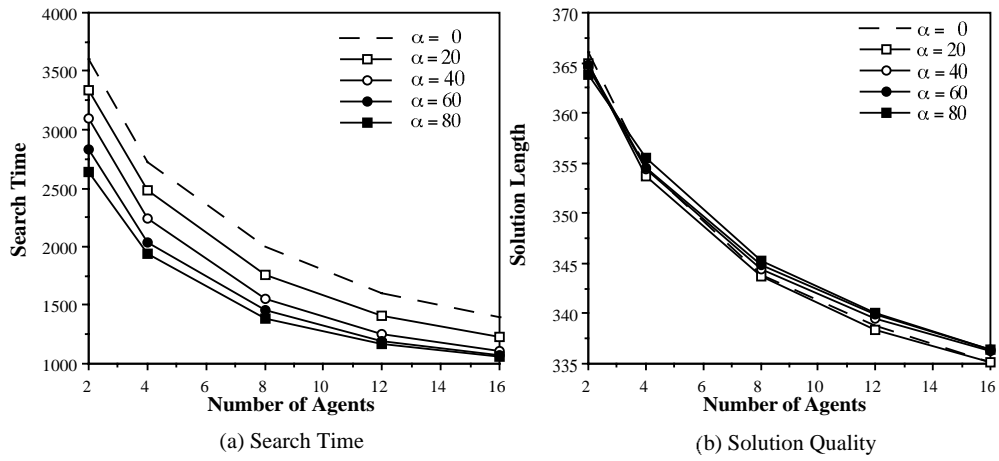 4000
3500
3000
2500
2000
1500
1000
Search Time
α = 0
α = 20
α = 40
α = 60
α = 80
2 4 6 8 10 12 14 16
Number of Agents
(a) Search Time
370
365
360
355
350
345
340
335
Solution Length
α = 0
α = 20
α = 40
α = 60
α = 80
2 4 6 8 10 12 14 16
Number of Agents
(b) Solution Quality